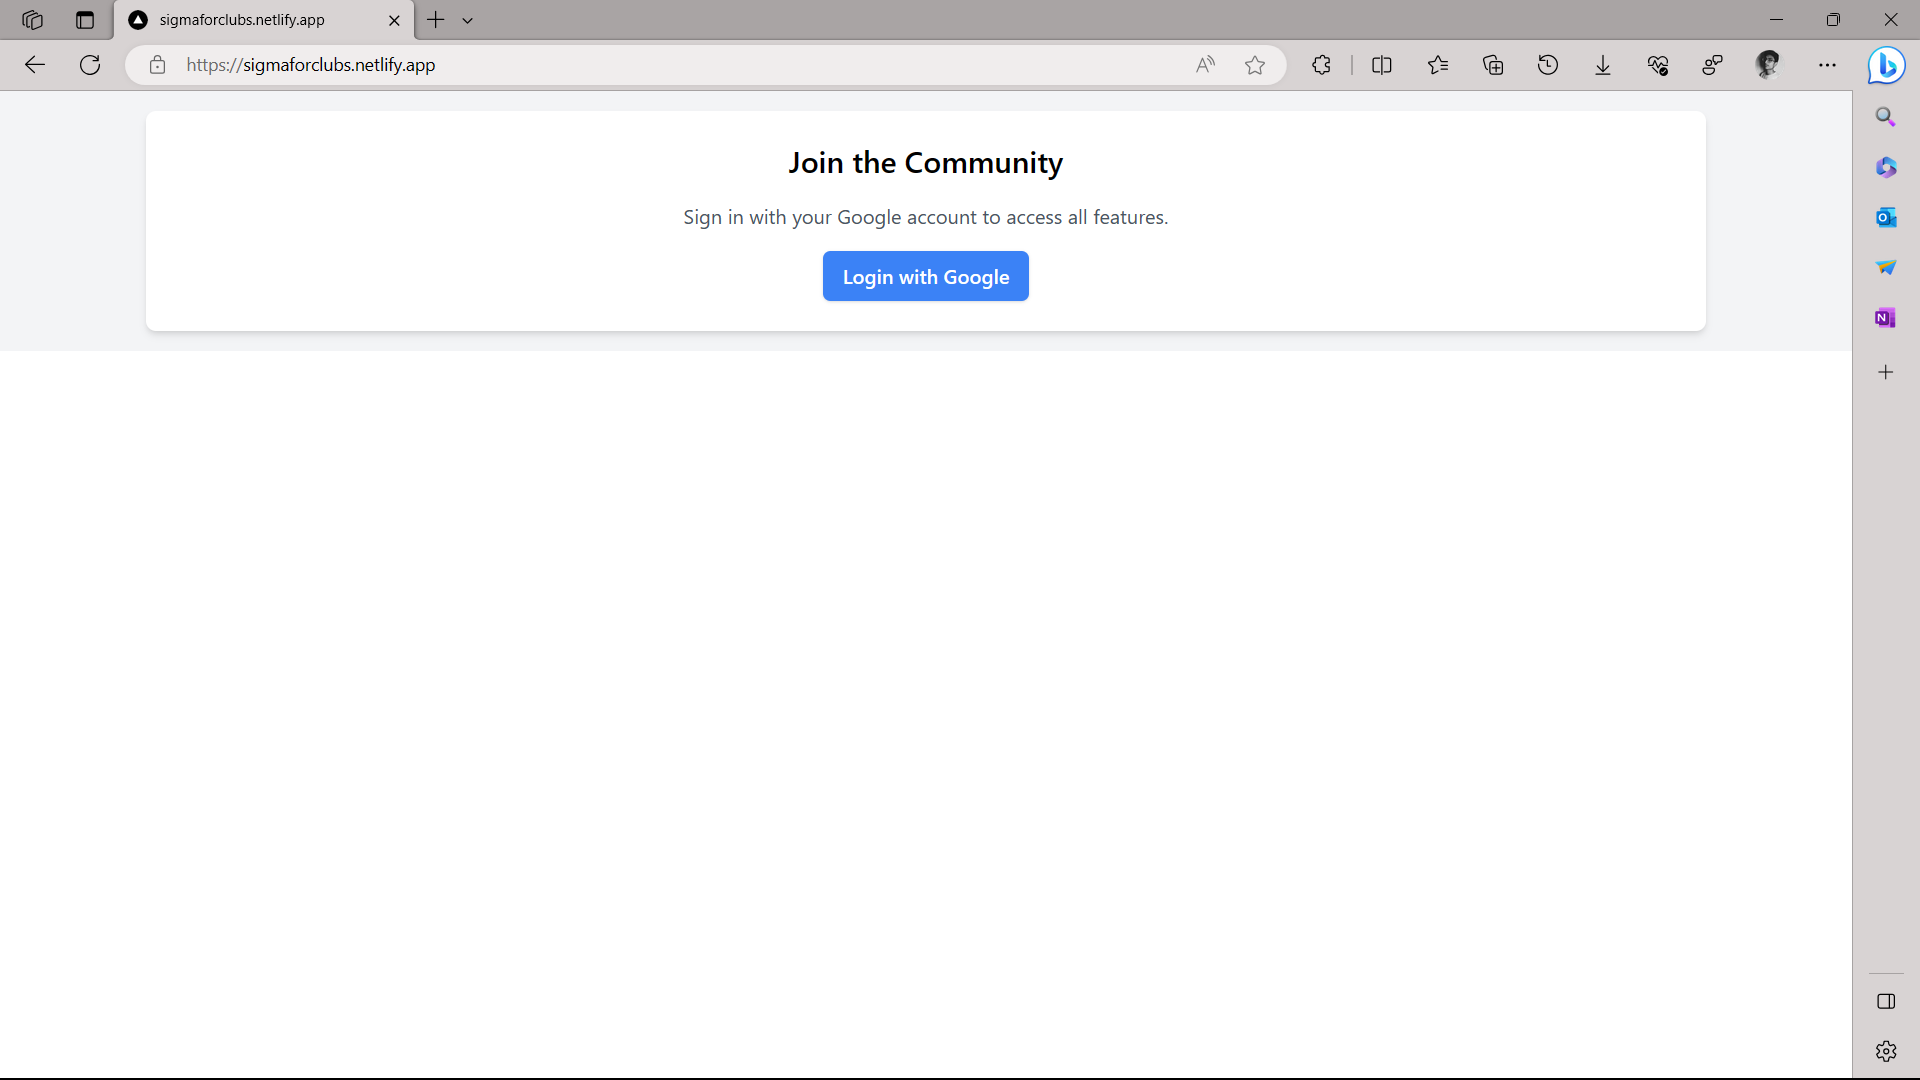 sigmaforclubs.netlify.app
https://sigmaforclubs.netlify.app
Join the Community
Sign in with your Google account to access all features.
Login with Google